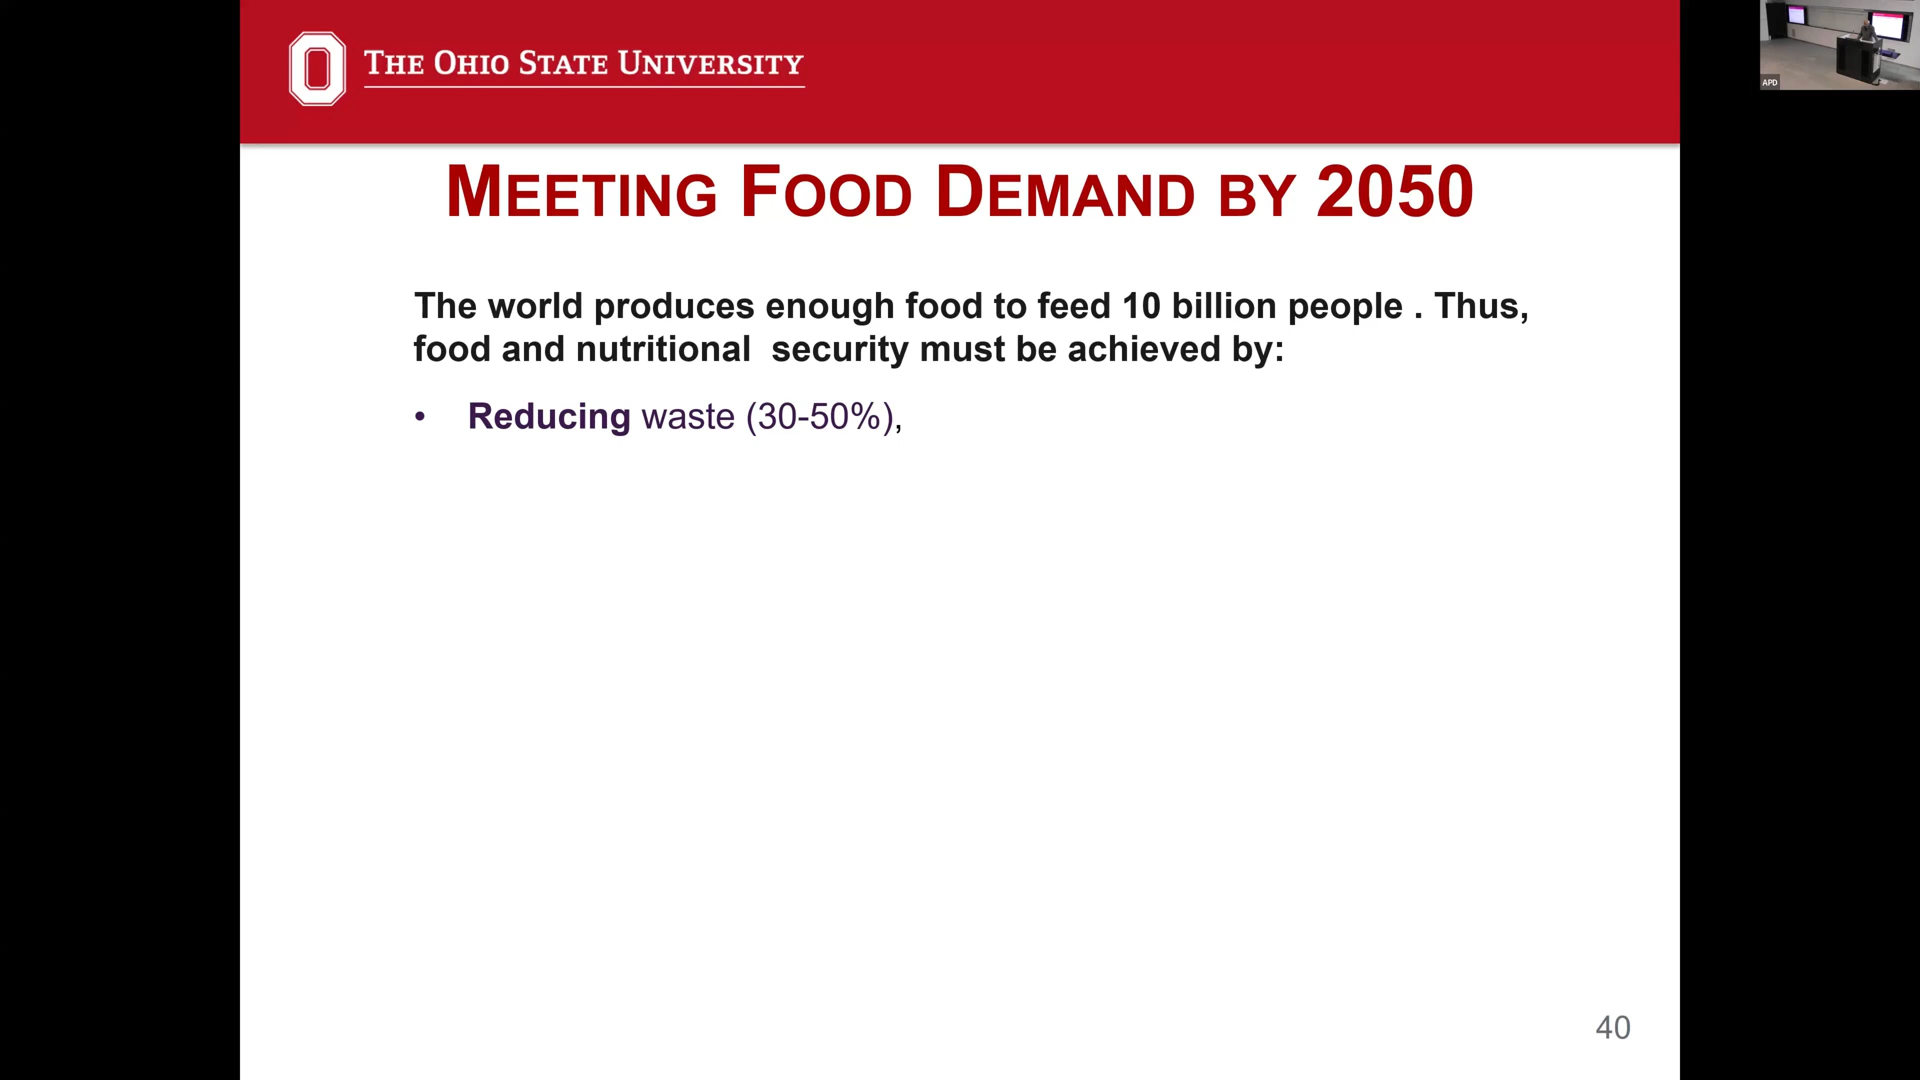 THE OHIO STATE UNIVERSITY
APD
MEETING FOOD DEMAND BY 2050
The world produces enough food to feed 10 billion people . Thus,
food and nutritional  security must be achieved by:
• Reducing waste (30-50%),
40